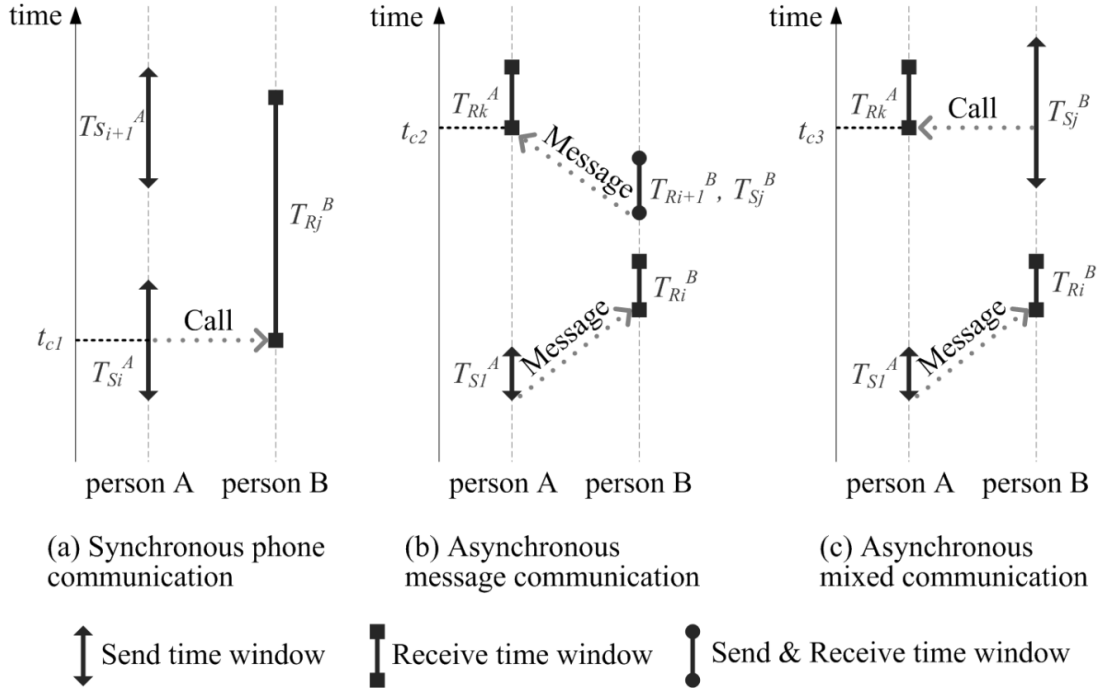 time
Ts_{i+1}^A
T_{Rj}^B
Call
t_{c1}
T_{Si}^A
person A person B
(a) Synchronous phone
communication
time
T_{Rk}^A
t_{c2}
Message
T_{Ri+1}^B, T_{Sj}^B
T_{Ri}^B
Message
T_{S1}^A
person A person B
(b) Asynchronous
message communication
time
T_{Rk}^A
Call
T_{Sj}^B
t_{c3}
T_{Ri}^B
Message
T_{S1}^A
person A person B
(c) Asynchronous
mixed communication
Send time window
Receive time window
Send & Receive time window